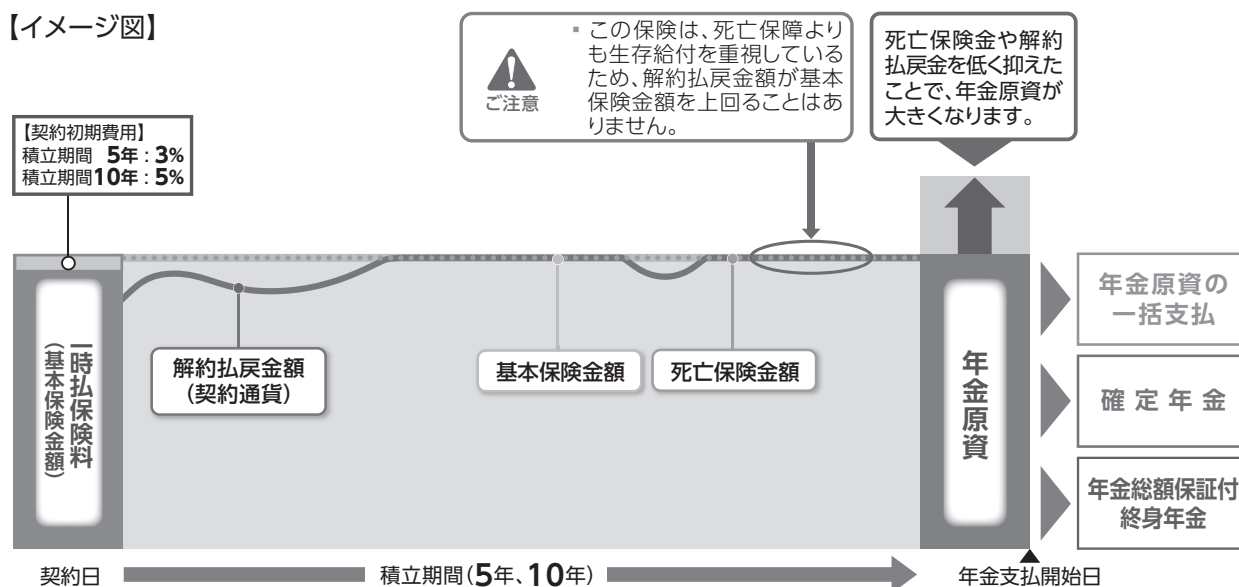 【イメージ図】
▪ この保険は、死亡保障より
も生存給付を重視している
ため、解約払戻金額が基本
保険金額を上回ることはあ
りません。
ご注意
死亡保険金や解約
払戻金を低く抑えた
ことで、年金原資が
大きくなります。
【契約初期費用】
積立期間 5年：3%
積立期間10年：5%
一時払保険料
（基本保険金額）
解約払戻金額
（契約通貨）
基本保険金額
死亡保険金額
年金原資
年金原資の
一括支払
確定年金
年金総額保証付
終身年金
契約日
積立期間（5年、10年）
年金支払開始日